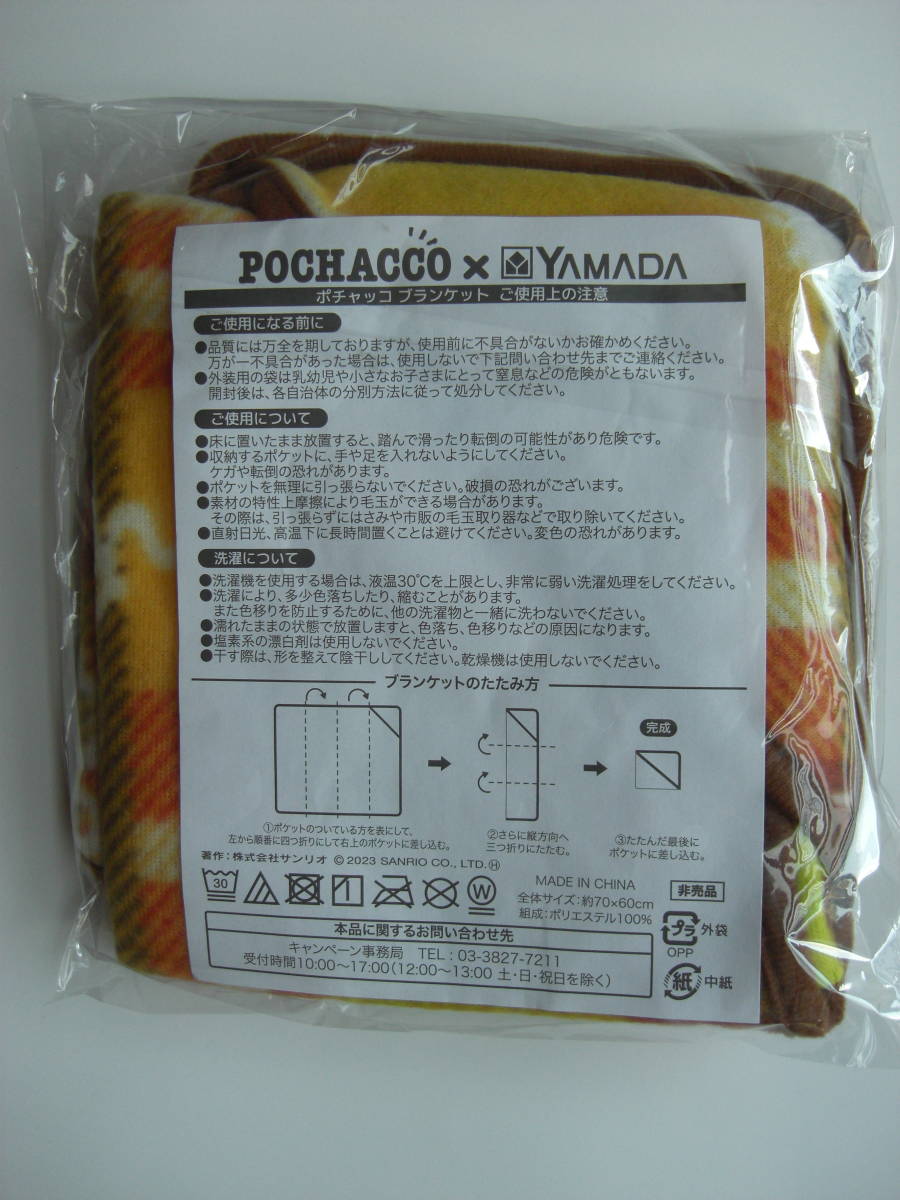 POCHACCO × YAMADA
ポチャッコ ブランケット ご使用上の注意
ご使用になる前に
●品質には万全を期しておりますが、使用前に不具合がないかお確かめください。
万が一不具合があった場合は、使用しないで下記問い合わせ先までご連絡ください。
●外装用の袋は乳幼児や小さなお子さまにとって窒息などの危険がともないます。
開封後は、各自治体の分別方法に従って処分してください。
ご使用について
●床に置いたまま放置すると、踏んで滑ったり転倒の可能性があり危険です。
●収納するポケットに、手や足を入れないようにしてください。
ケガや転倒の恐れがあります。
●ポケットを無理に引っ張らないでください。破損の恐れがございます。
●素材の特性上摩擦により毛玉ができる場合があります。
その際は、引っ張らずにはさみや市販の毛玉取り器などで取り除いてください。
●直射日光、高温下に長時間置くことは避けてください。変色の恐れがあります。
洗濯について
●洗濯機を使用する場合は、液温30℃を上限とし、非常に弱い洗濯処理をしてください。
●洗濯により、多少色落ちしたり、縮むことがあります。
また色移りを防止するために、他の洗濯物と一緒に洗わないでください。
●濡れたままの状態で放置しますと、色落ち、色移りなどの原因になります。
●塩素系の漂白剤は使用しないでください。
●干す際は、形を整えて陰干ししてください。乾燥機は使用しないでください。
ブランケットのたたみ方
完成
①ポケットのついている方を表にして、
左から順番に四つ折りにして右上のポケットに差し込む。
②さらに縦方向へ
三つ折りにたたむ。
③たたんだ最後に
ポケットに差し込む。
著作：株式会社サンリオ ©2023 SANRIO CO., LTD.Ⓗ
30
W
MADE IN CHINA
全体サイズ：約70×60cm
組成：ポリエステル100%
非売品
プラ 外袋
OPP
紙 中紙
本品に関するお問い合わせ先
キャンペーン事務局 TEL：03-3827-7211
受付時間10:00〜17:00（12:00〜13:00 土・日・祝日を除く）